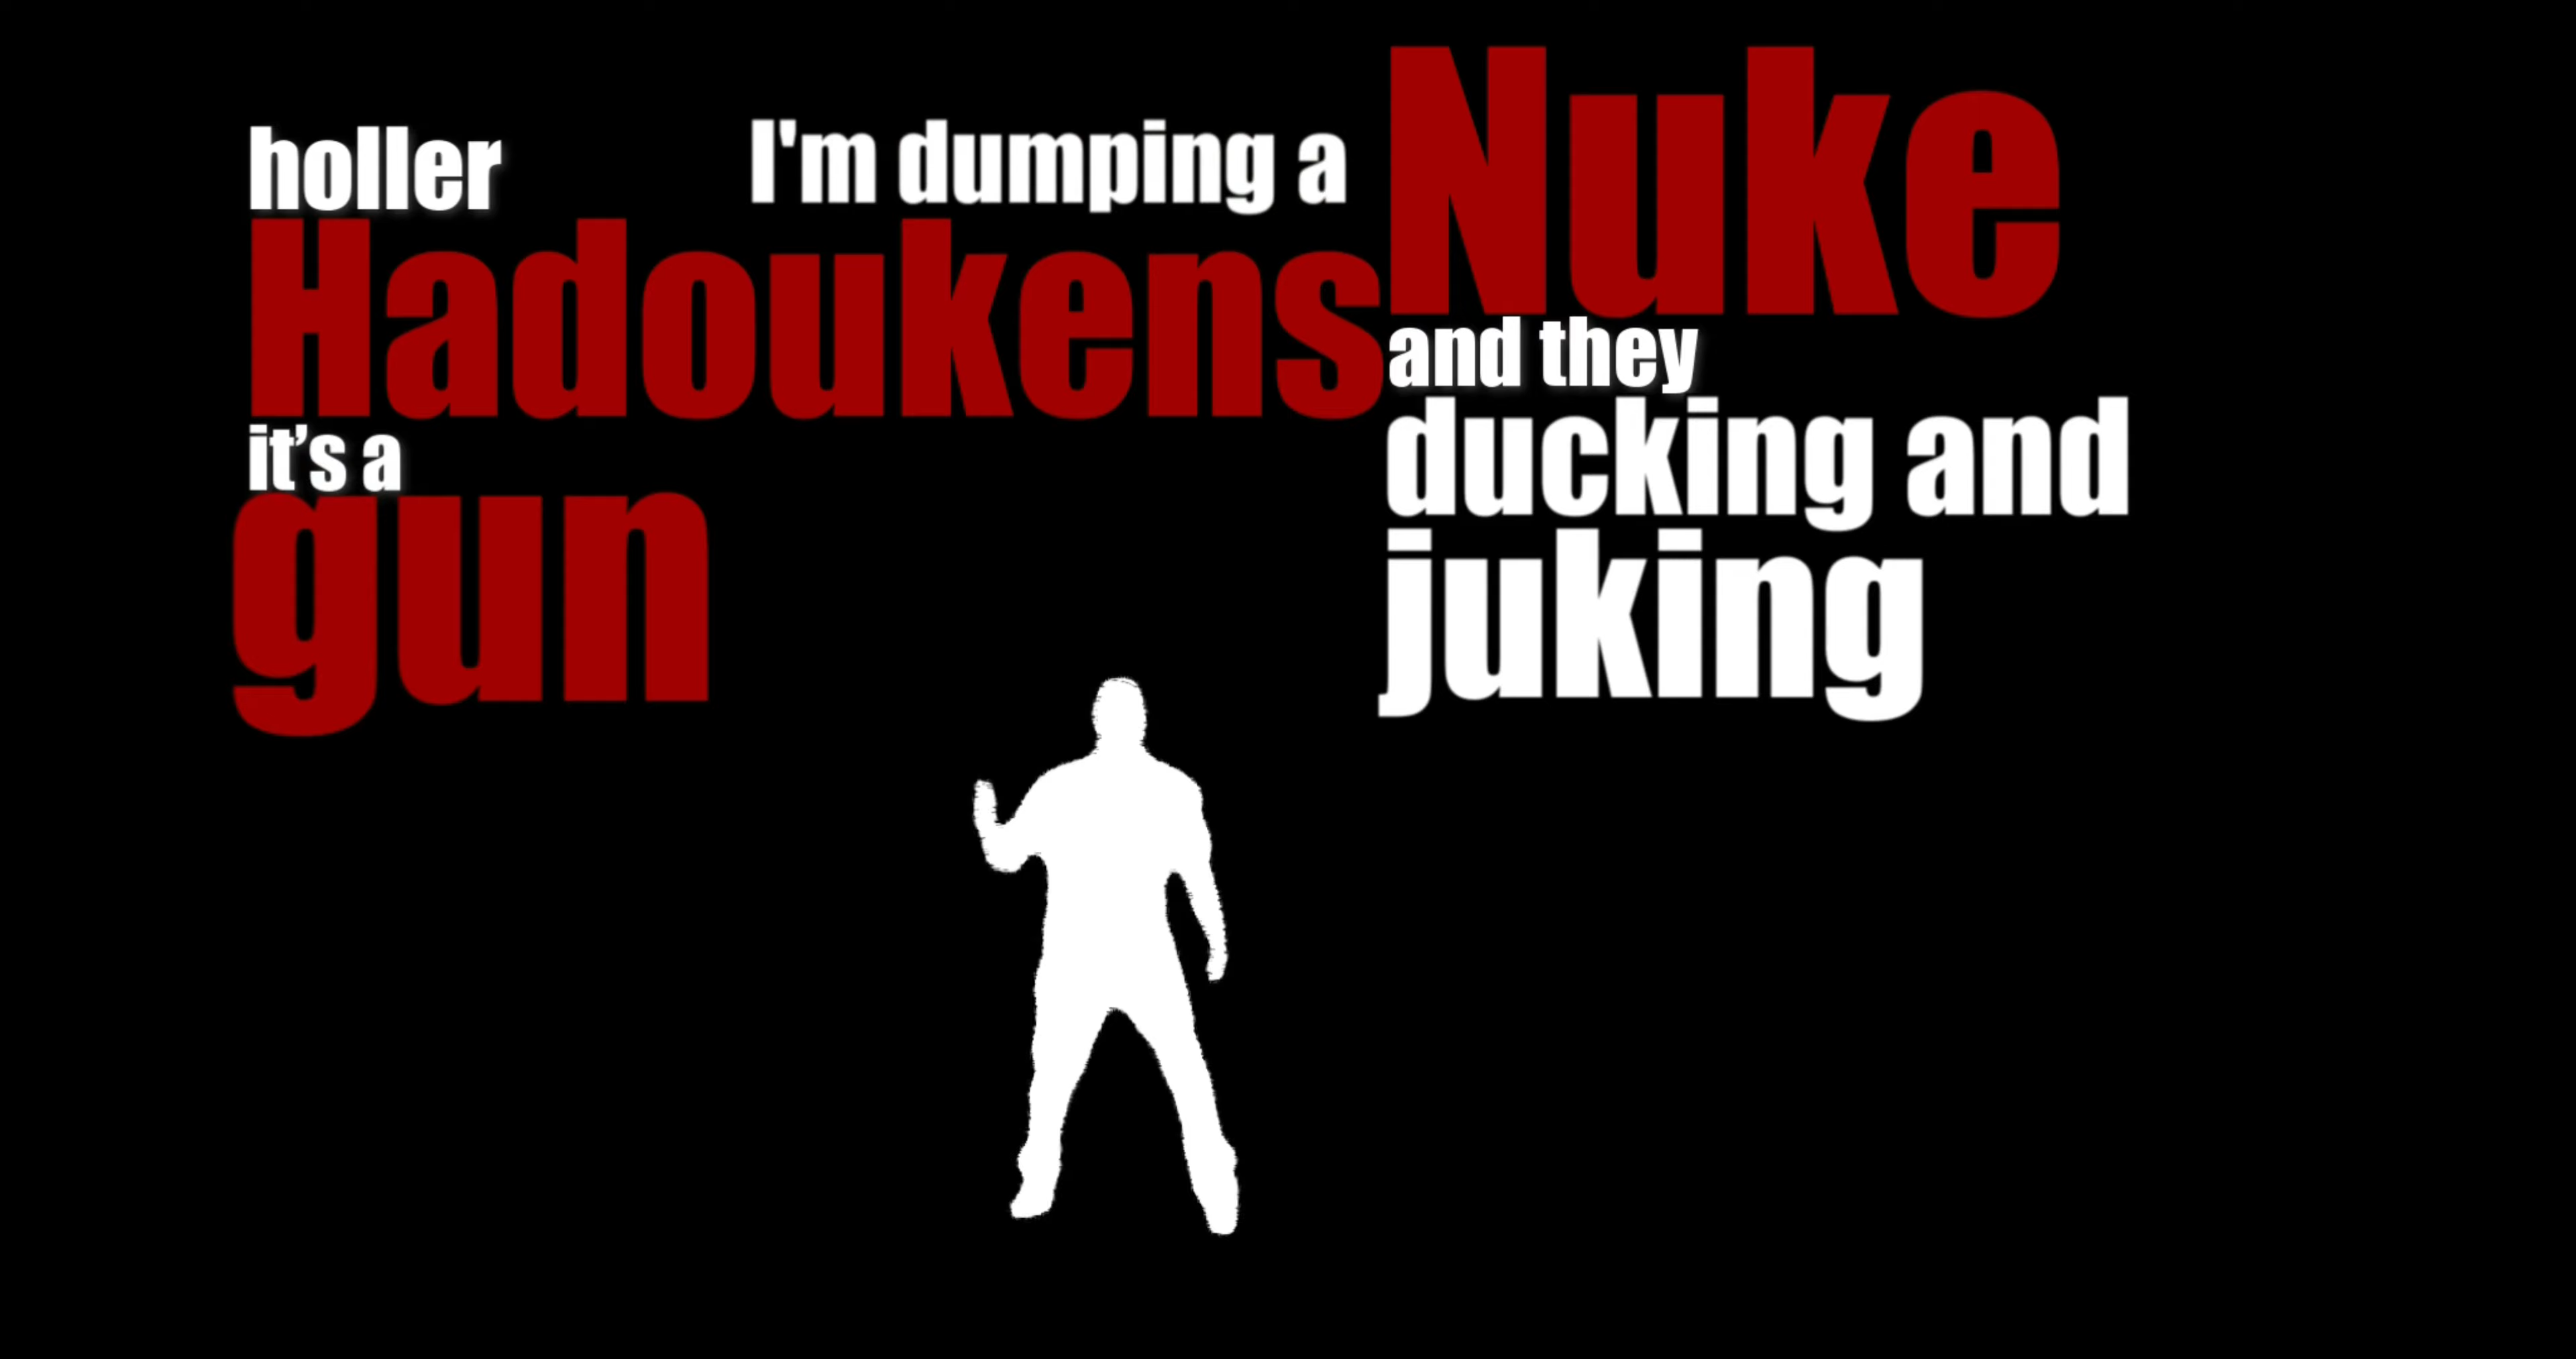 holler
Hadoukens
it’s a
gun
I'm dumping a
Nuke
and they
ducking and
juking